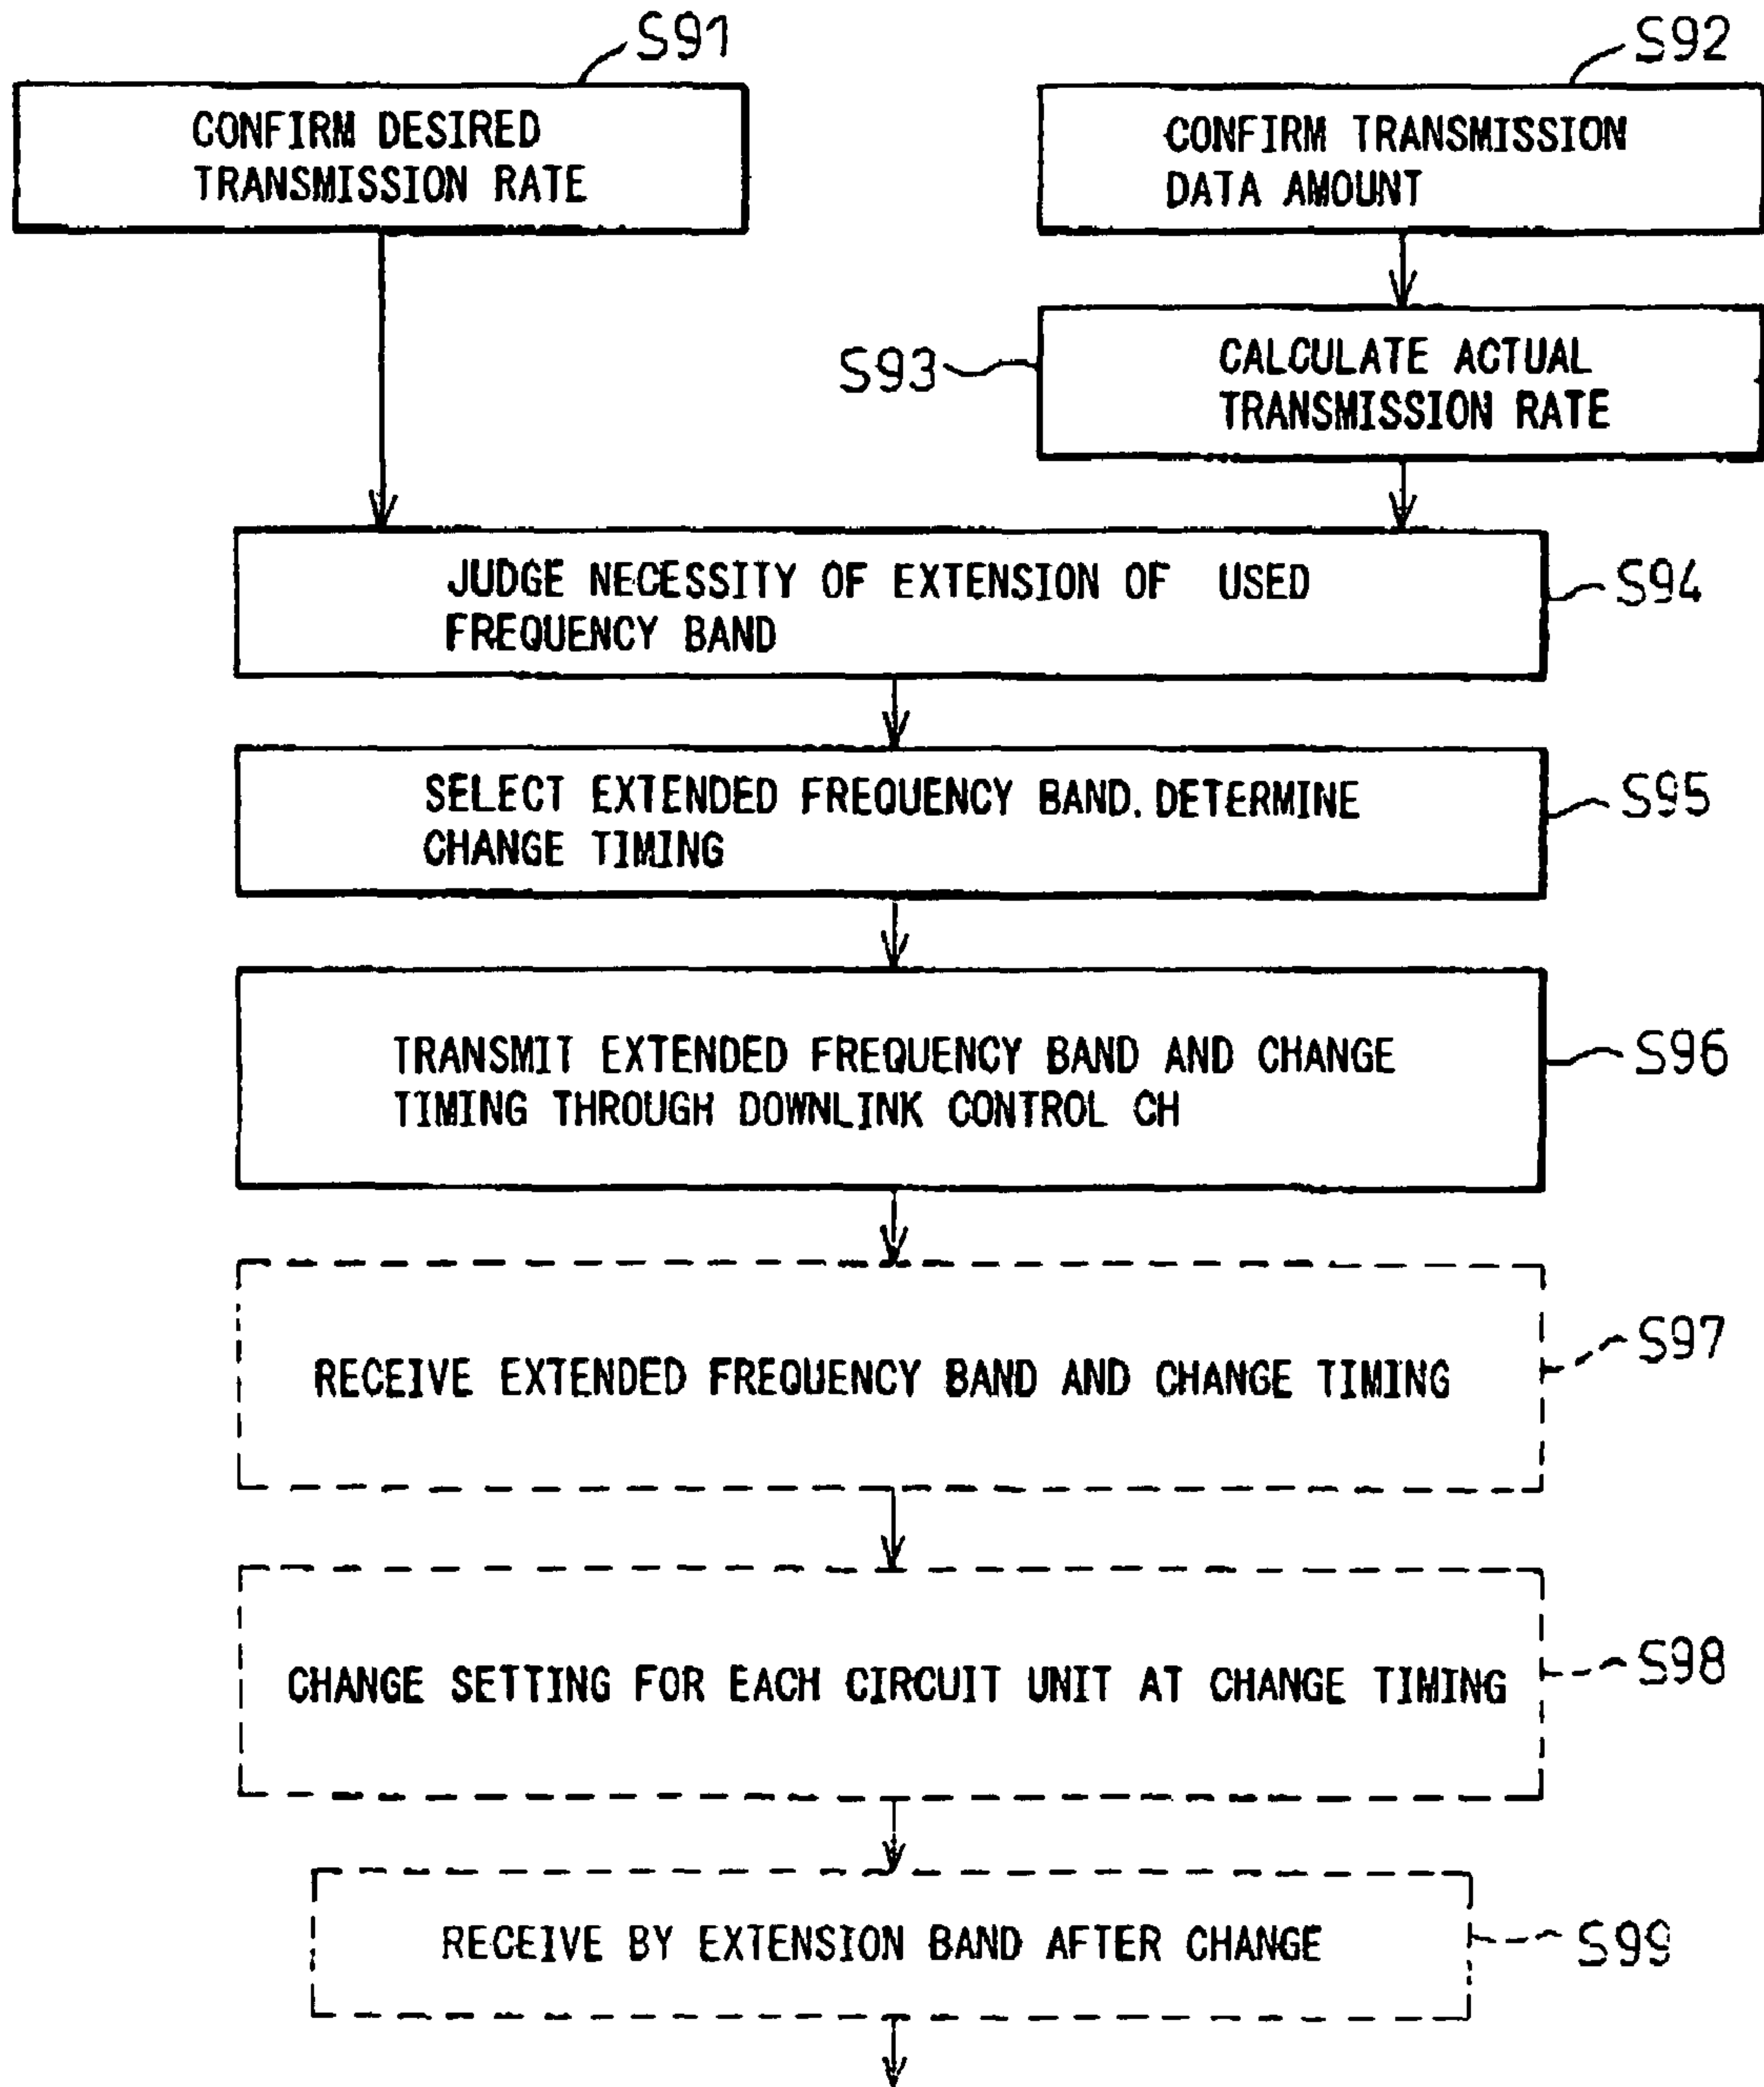 S91
CONFIRM DESIRED
TRANSMISSION RATE
S92
CONFIRM TRANSMISSION
DATA AMOUNT
S93
CALCULATE ACTUAL
TRANSMISSION RATE
JUDGE NECESSITY OF EXTENSION OF USED
FREQUENCY BAND
S94
SELECT EXTENDED FREQUENCY BAND. DETERMINE
CHANGE TIMING
S95
TRANSMIT EXTENDED FREQUENCY BAND AND CHANGE
TIMING THROUGH DOWNLINK CONTROL CH
S96
RECEIVE EXTENDED FREQUENCY BAND AND CHANGE TIMING
S97
CHANGE SETTING FOR EACH CIRCUIT UNIT AT CHANGE TIMING
S98
RECEIVE BY EXTENSION BAND AFTER CHANGE
S99